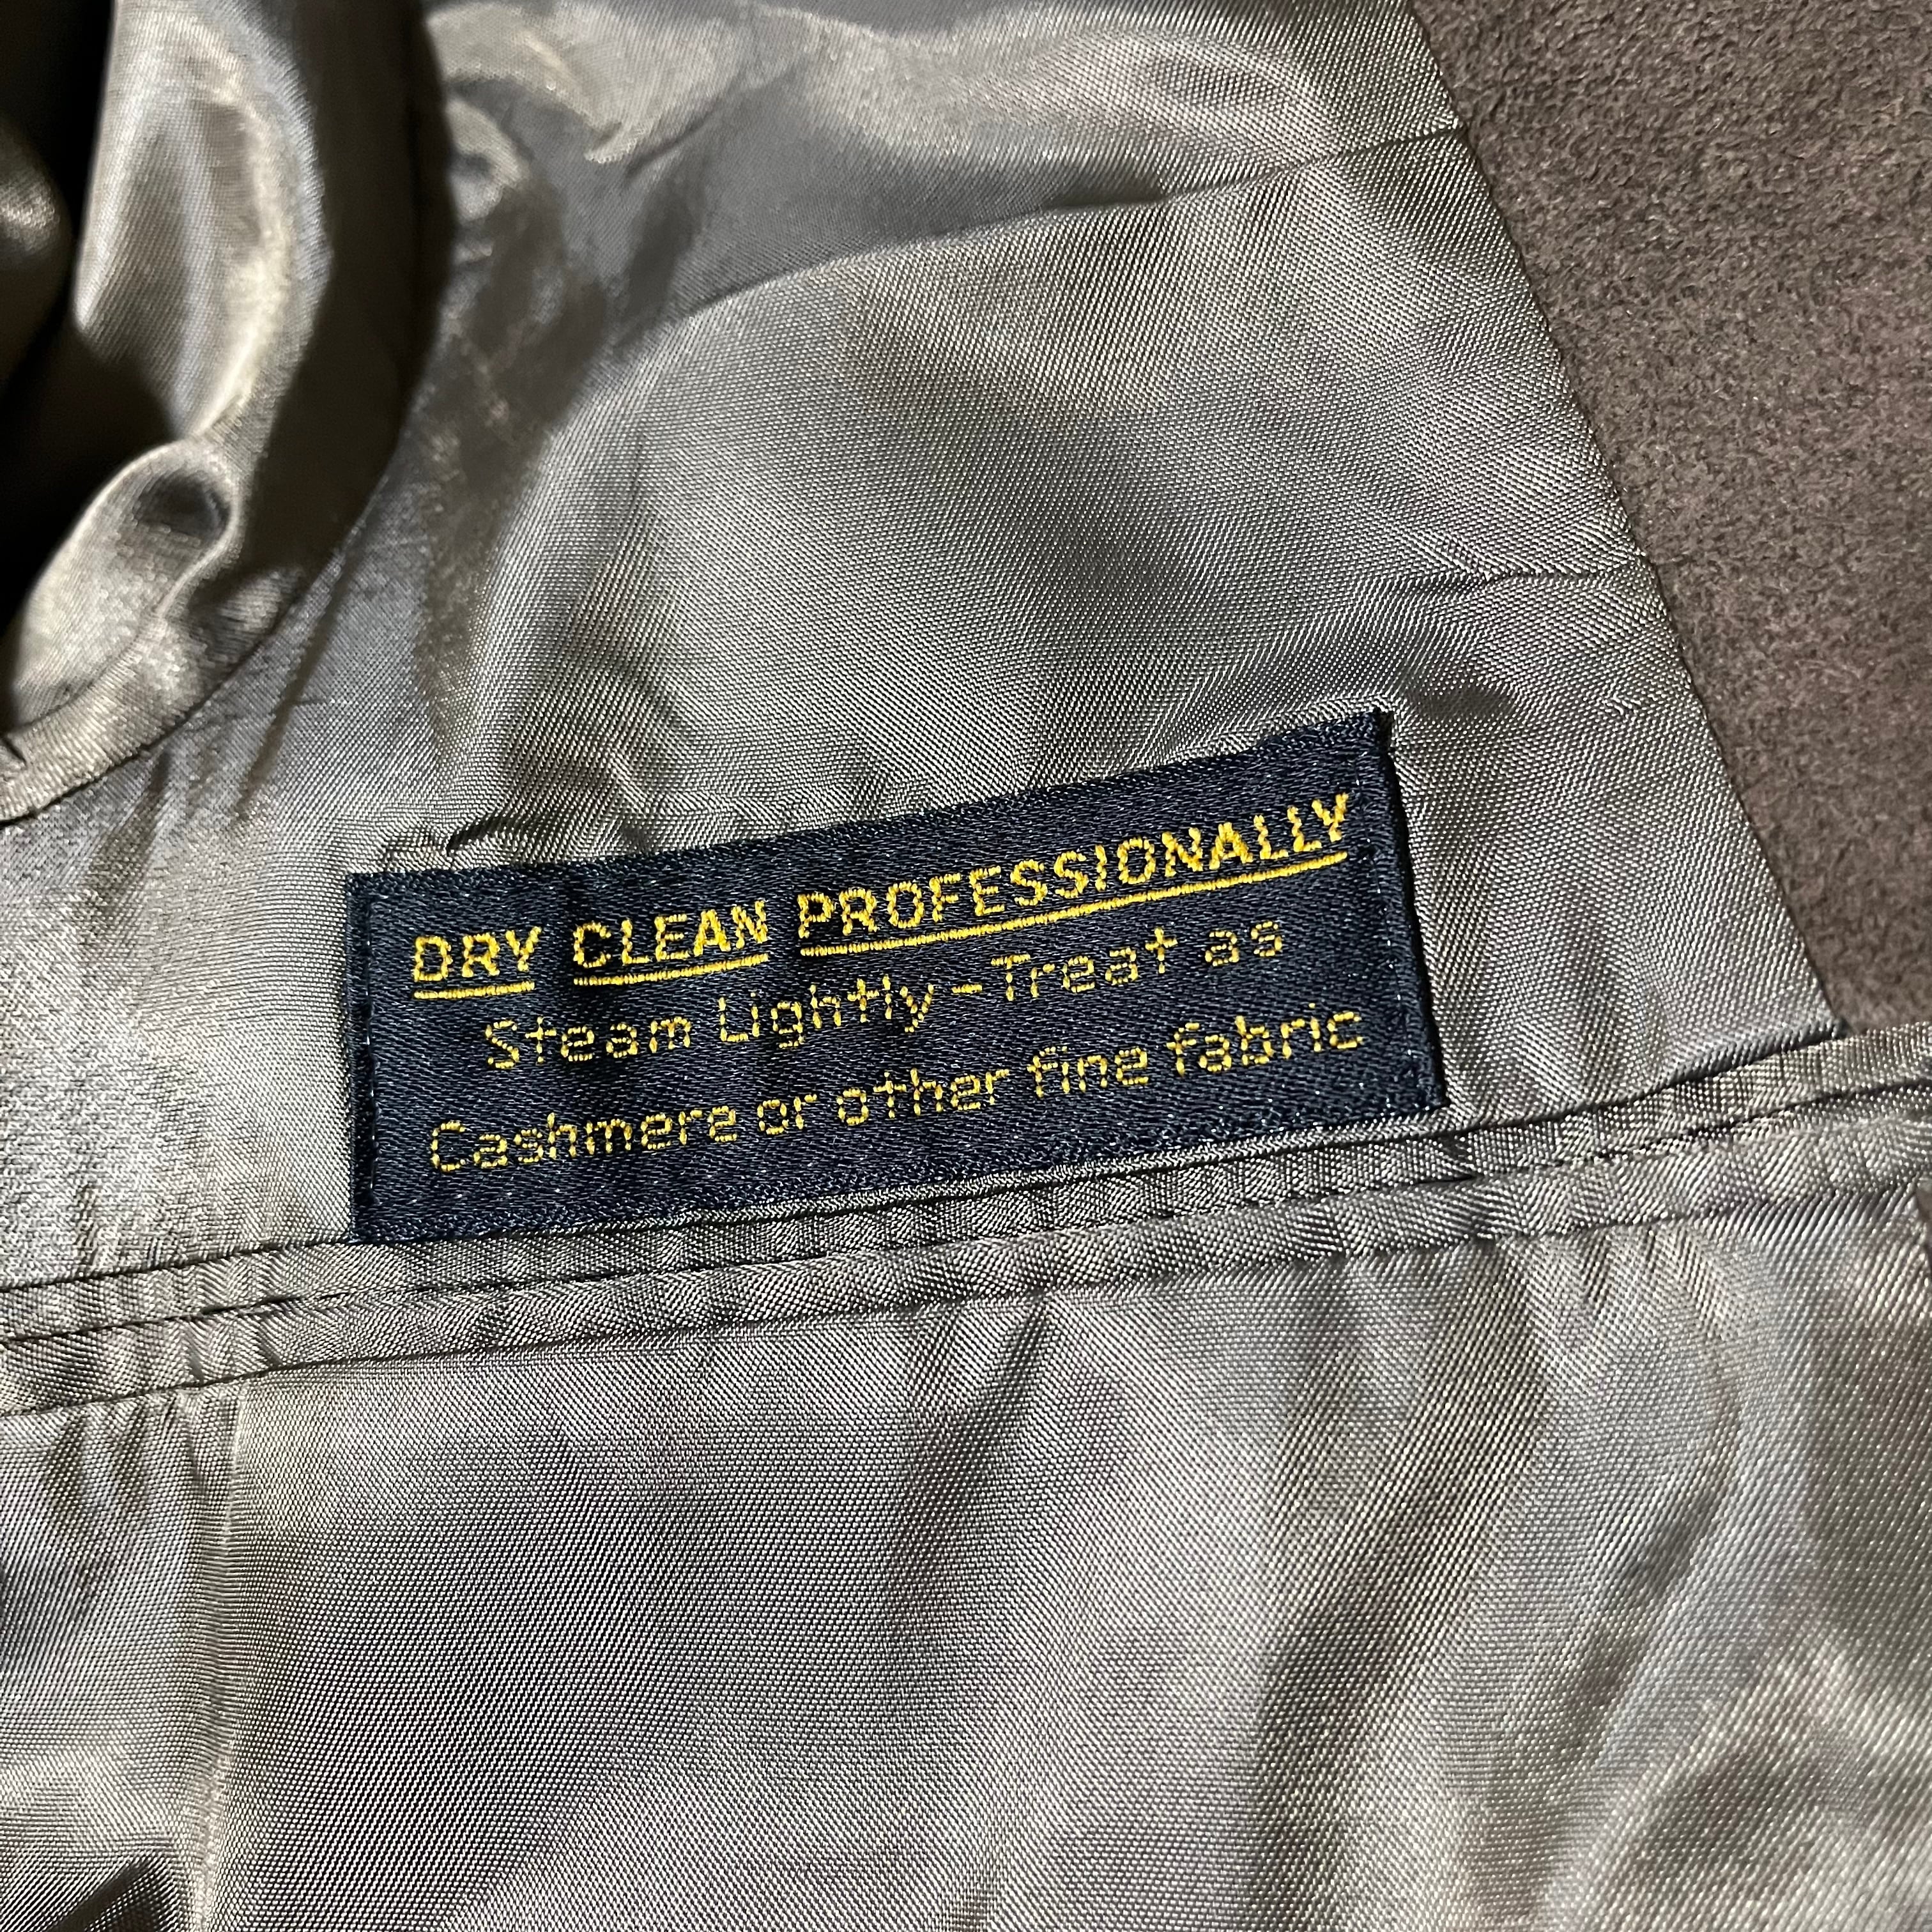 DRY CLEAN PROFESSIONALLY
Steam Lightly-Treat as
Cashmere or other fine fabric